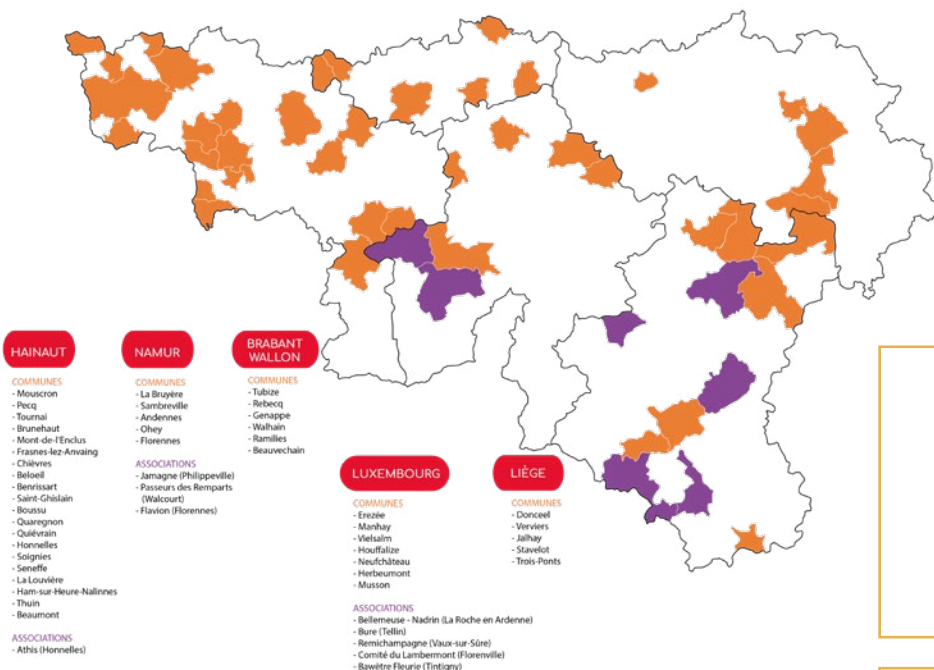 HAINAUT
COMMUNES
- Mouscron
- Pecq
- Tournai
- Brunehaut
- Mont-de-l'Enclus
- Frasnes-lez-Anvaing
- Chièvres
- Beloeil
- Bernissart
- Saint-Ghislain
- Boussu
- Quaregnon
- Quiévrain
- Honnelles
- Soignies
- Seneffe
- La Louvière
- Ham-sur-Heure-Nalinnes
- Thuin
- Beaumont
ASSOCIATIONS
- Athis (Honnelles)
NAMUR
COMMUNES
- La Bruyère
- Sambreville
- Andennes
- Ohey
- Florennes
ASSOCIATIONS
- Jamagne (Philippeville)
- Passeurs des Remparts
(Walcourt)
- Flavion (Florennes)
BRABANT
WALLON
COMMUNES
- Tubize
- Rebecq
- Genappe
- Walhain
- Ramilies
- Beauvechain
LUXEMBOURG
COMMUNES
- Erezée
- Manhay
- Vielsalm
- Houffalize
- Neufchâteau
- Herbeumont
- Musson
ASSOCIATIONS
- Bellemeuse - Nadrin (La Roche en Ardenne)
- Bure (Tellin)
- Remichampagne (Vaux-sur-Sûre)
- Comité du Lambermont (Florenville)
- Bawète Fleurie (Tintigny)
LIÈGE
COMMUNES
- Donceel
- Verviers
- Jalhay
- Stavelot
- Trois-Ponts